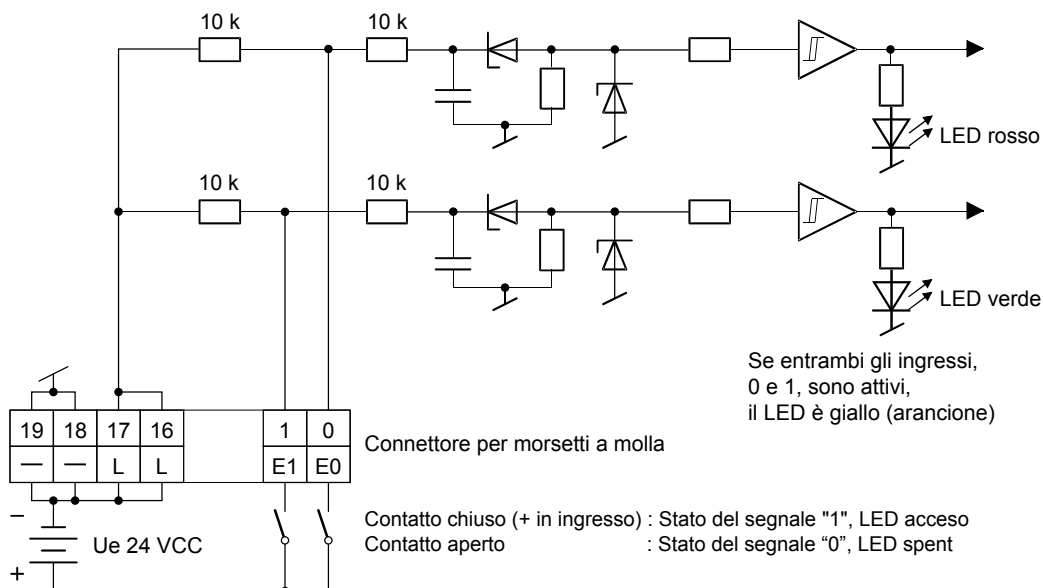 10 k
10 k
LED rosso
10 k
10 k
LED verde
Se entrambi gli ingressi,
0 e 1, sono attivi,
il LED è giallo (arancione)
19 18 17 16 1 0
— — L L E1 E0
Connettore per morsetti a molla
Contatto chiuso (+ in ingresso) : Stato del segnale "1", LED acceso
Contatto aperto : Stato del segnale “0”, LED spent
–
Ue 24 VCC
+